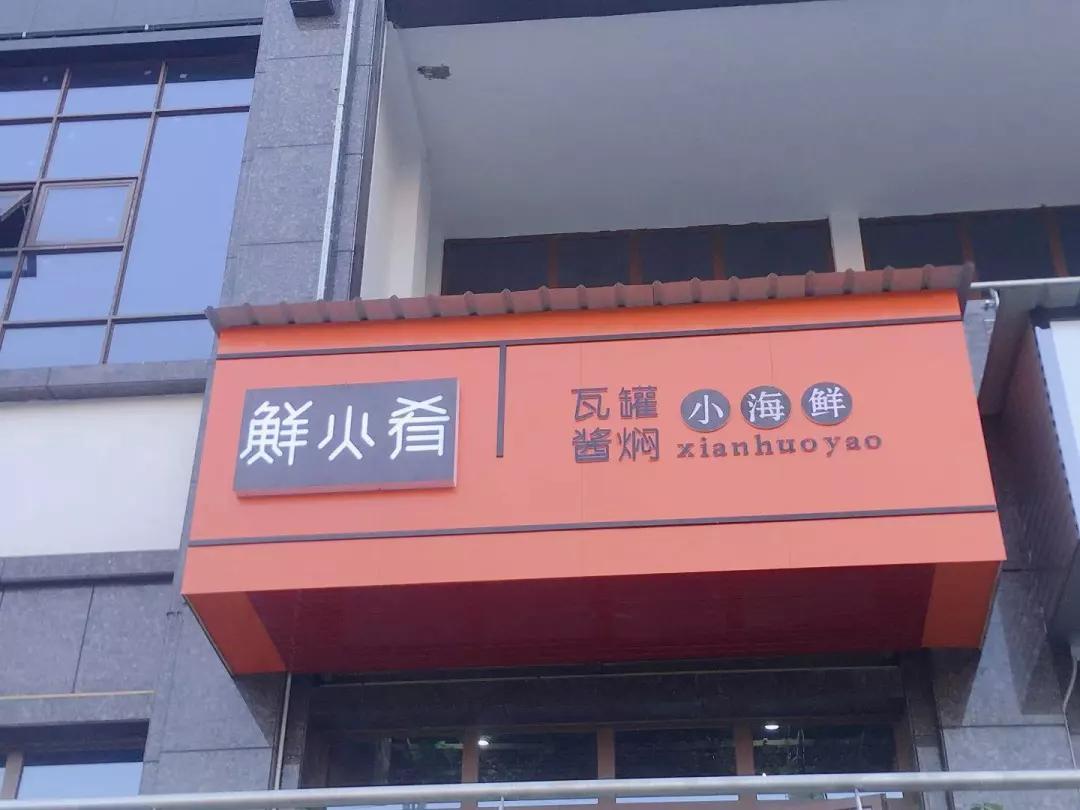 鲜火肴
瓦罐
酱焖
小海鲜
xianhuoyao